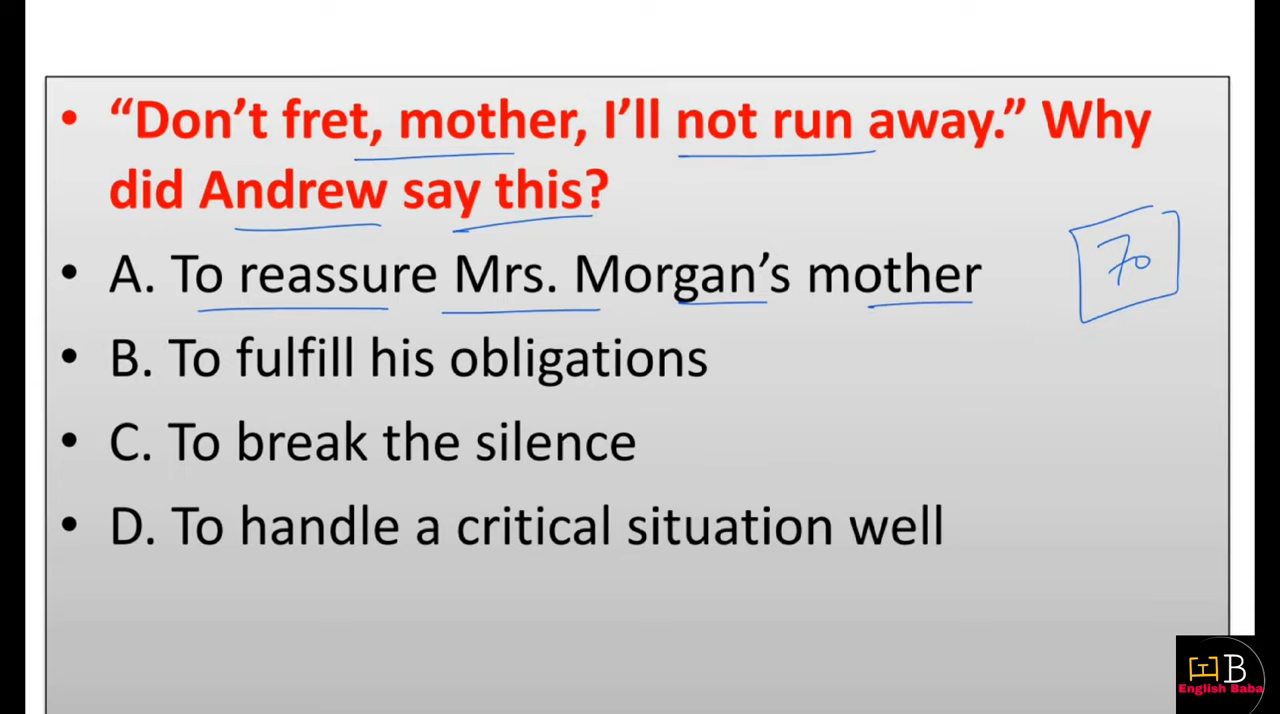 • “Don’t fret, mother, I’ll not run away.” Why
did Andrew say this?
• A. To reassure Mrs. Morgan’s mother
70
• B. To fulfill his obligations
• C. To break the silence
• D. To handle a critical situation well
B
English Baba